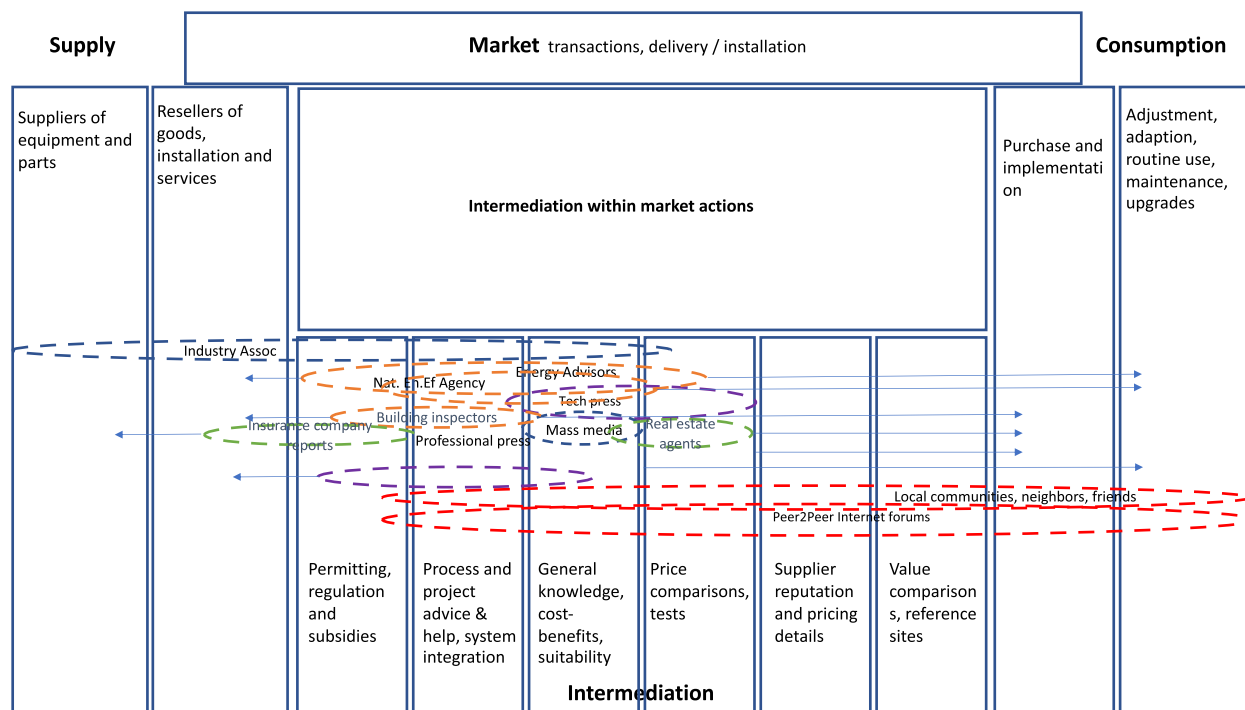 Supply
Market transactions, delivery / installation
Consumption
Suppliers of
equipment and
parts
Resellers of
goods,
installation and
services
Intermediation within market actions
Purchase and
implementati
on
Adjustment,
adaption,
routine use,
maintenance,
upgrades
Industry Assoc
Energy Advisors
Nat. En.Ef Agency
Tech press
Building inspectors
Insurance company
reports
Professional press
Mass media
Real estate
agents
Local communities, neighbors, friends
Peer2Peer Internet forums
Permitting,
regulation
and
subsidies
Process and
project
advice &
help, system
integration
General
knowledge,
cost-
benefits,
suitability
Price
comparisons,
tests
Supplier
reputation
and pricing
details
Value
comparison
s, reference
sites
Intermediation